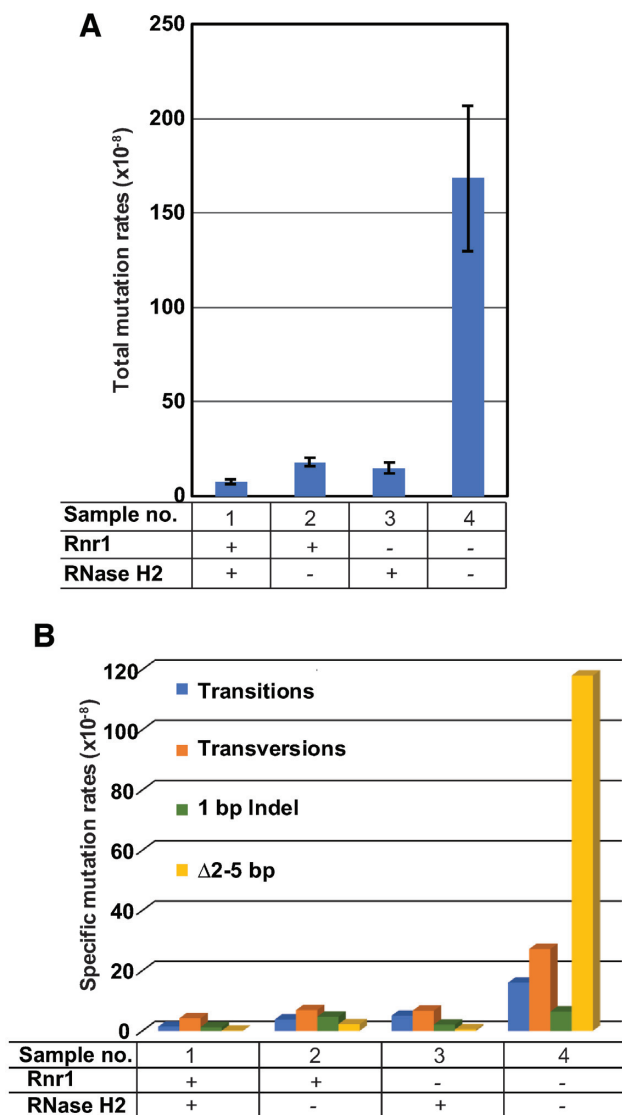 A
Total mutation rates (x10⁻⁸)
250
200
150
100
50
0
Sample no. 1 2 3 4
Rnr1 + + - -
RNase H2 + - + -
B
Specific mutation rates (x10⁻⁸)
120
100
80
60
40
20
0
Transitions
Transversions
1 bp Indel
Δ2-5 bp
Sample no. 1 2 3 4
Rnr1 + + - -
RNase H2 + - + -